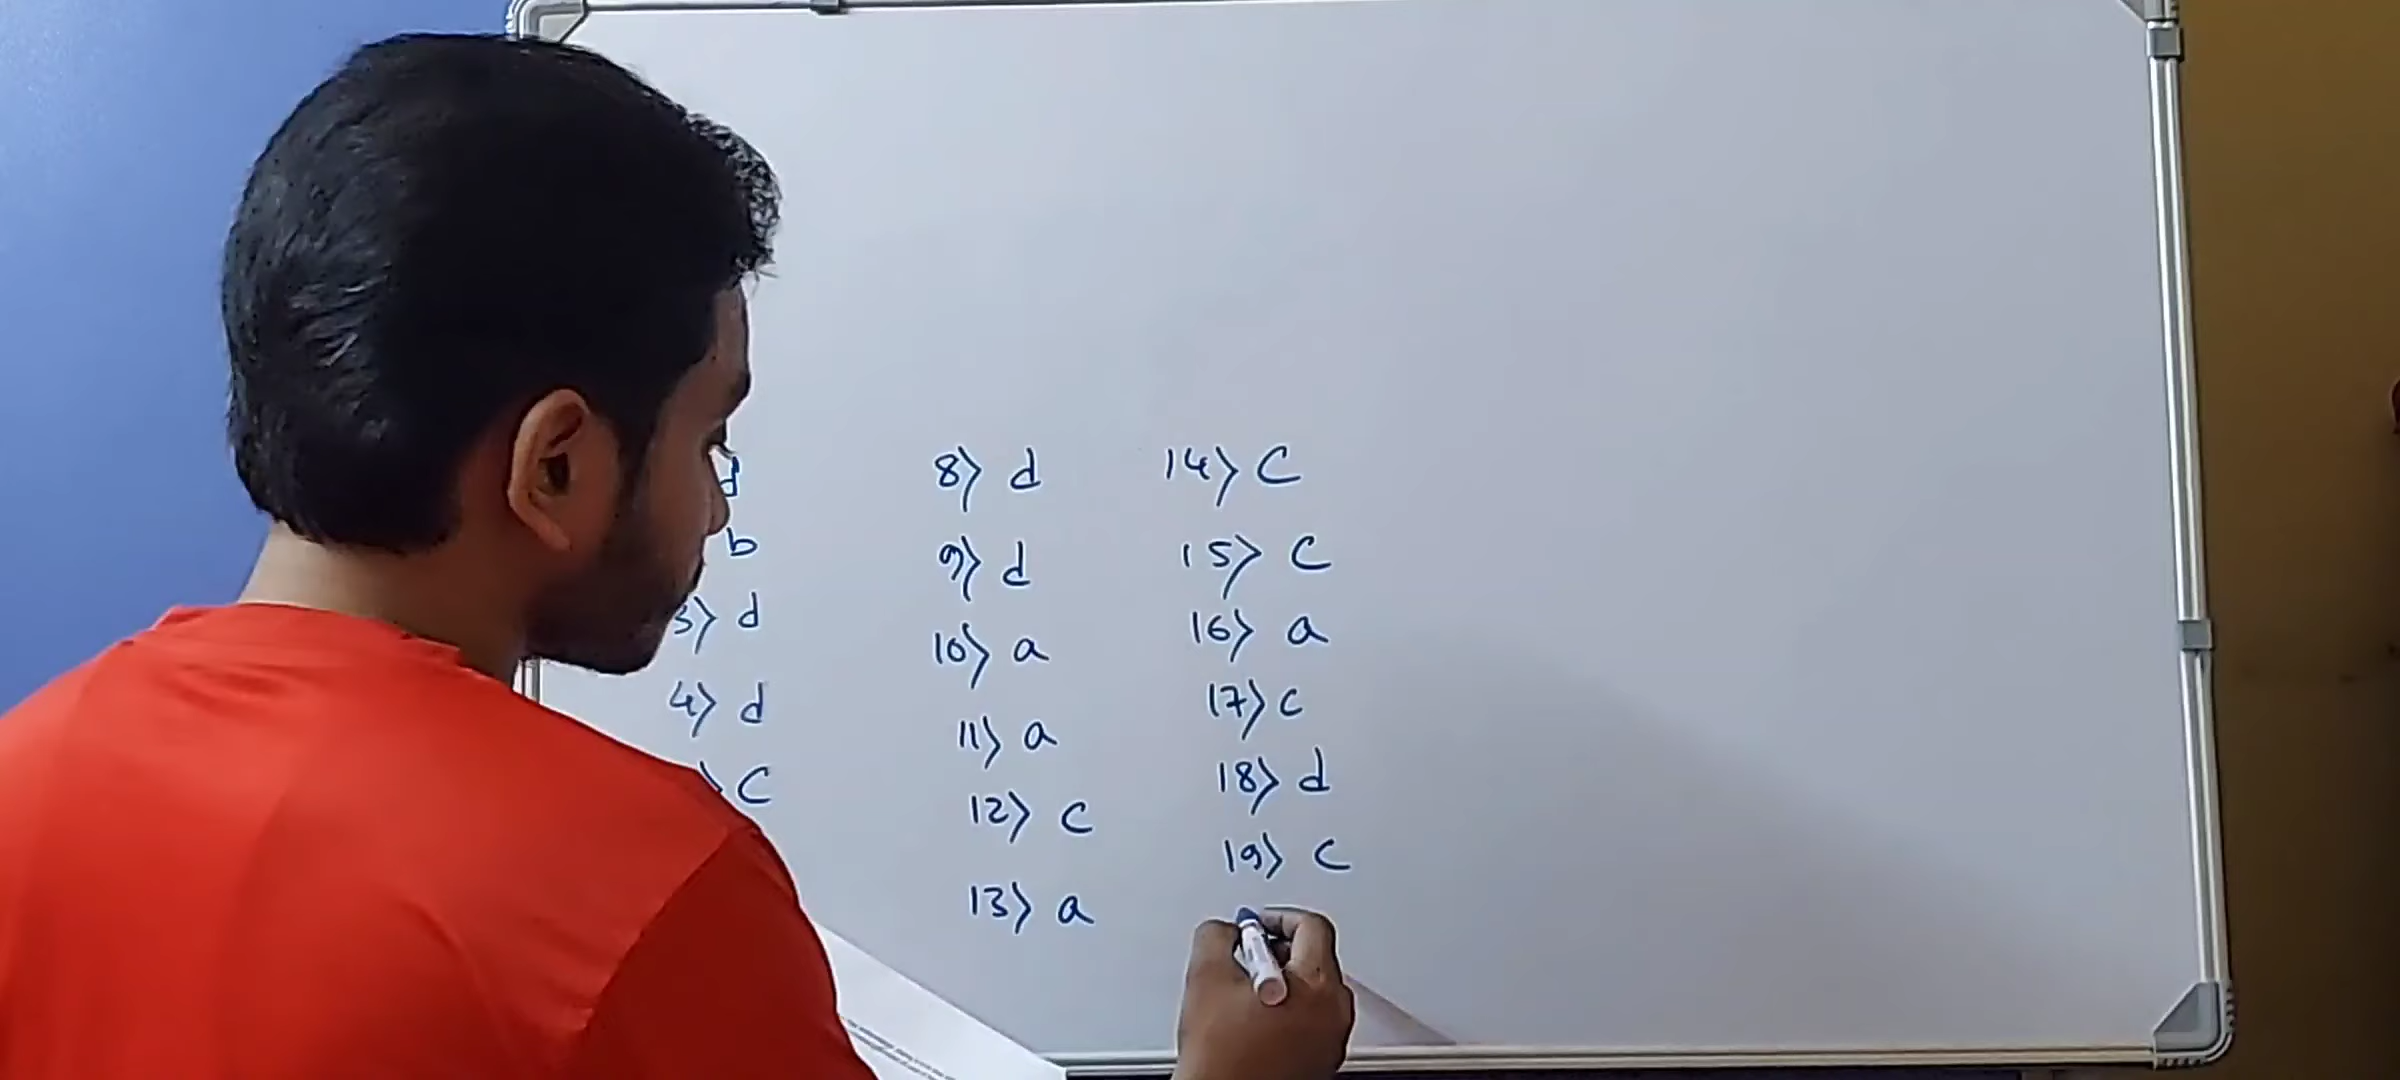 d
b
3) d
4) d
) C
8) d
9) d
10) a
11) a
12) c
13) a
14) C
15) C
16) a
17) c
18) d
19) C